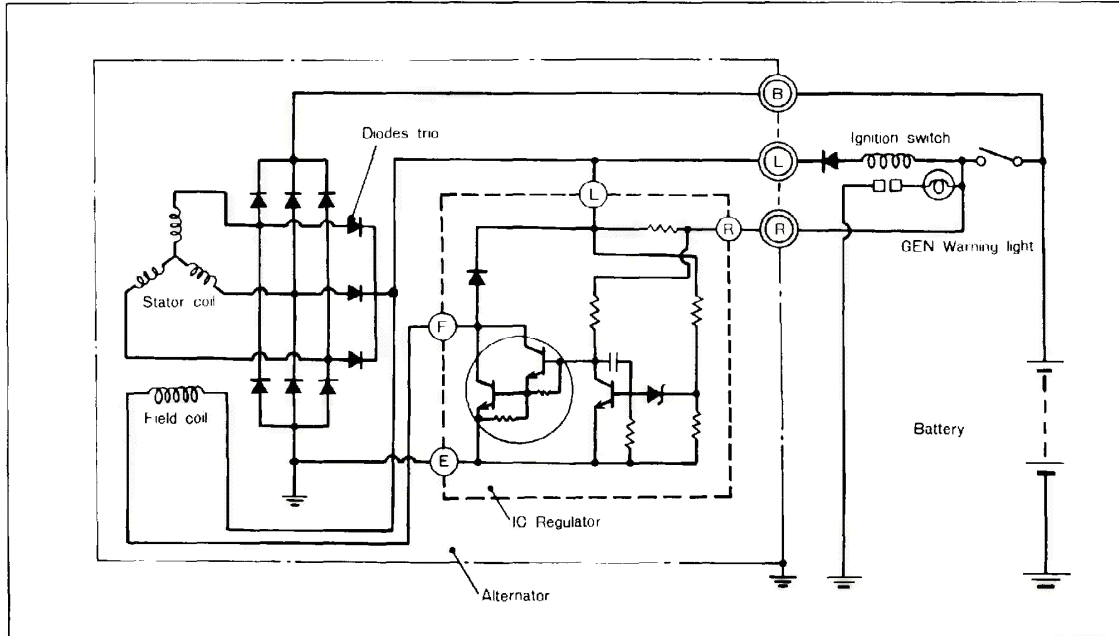 B
Diodes trio
Ignition switch
L
L
R
R
GEN Warning light
Stator coil
F
Field coil
Battery
E
IC Regulator
Alternator